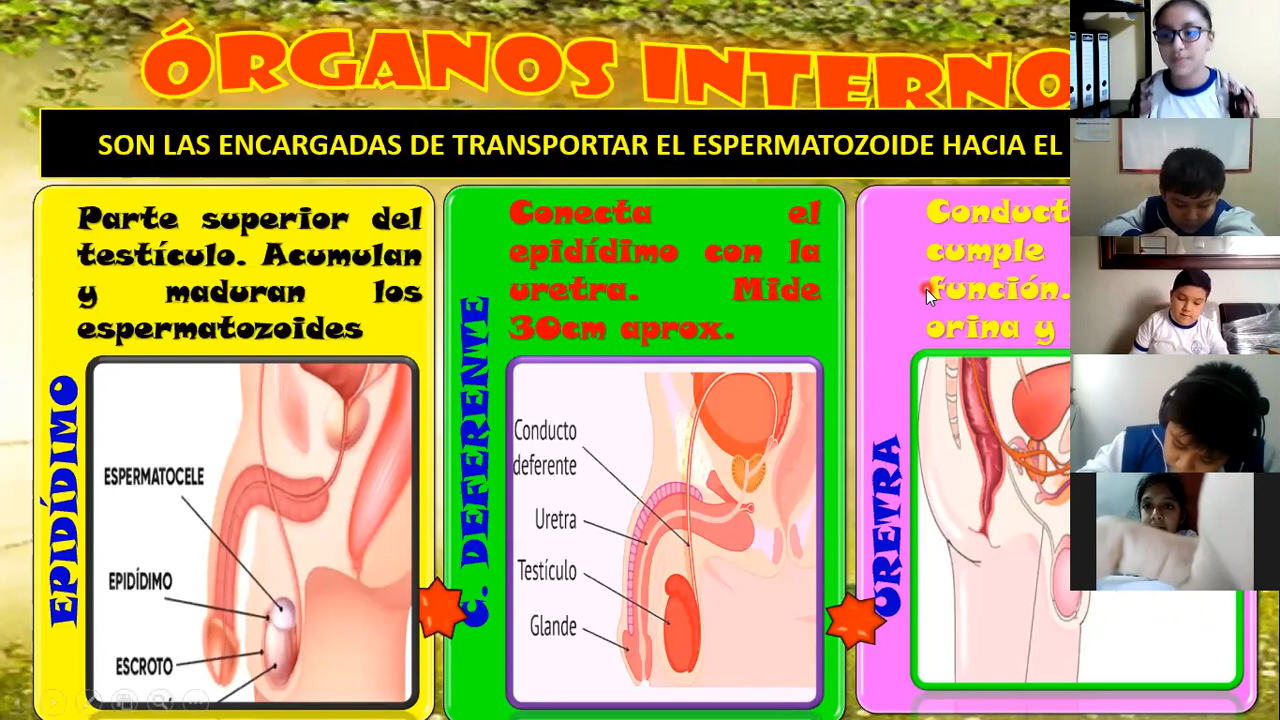 ÓRGANOS INTERNO
SON LAS ENCARGADAS DE TRANSPORTAR EL ESPERMATOZOIDE HACIA EL
EPIDÍDIMO
Parte superior del
testículo. Acumulan
y maduran los
espermatozoides
ESPERMATOCELE
EPIDÍDIMO
ESCROTO
C. DEFERENTE
Conecta el
epidídimo con la
uretra. Mide
30cm aprox.
Conducto
deferente
Uretra
Testículo
Glande
URETRA
Conduct
cumple
función.
orina y